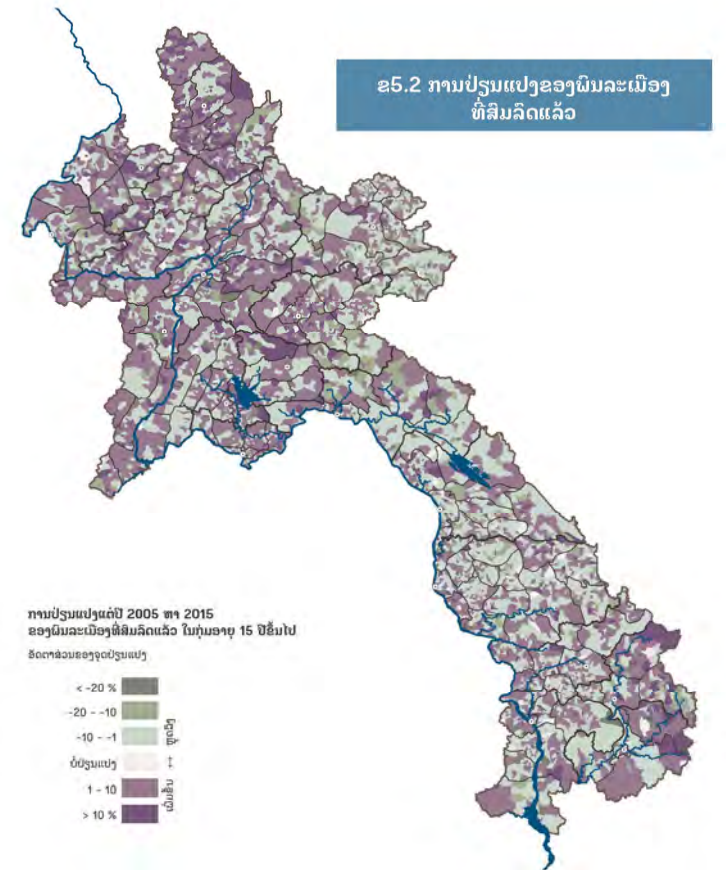 ຂ5.2 ການປ່ຽນແປງຂອງພົນລະເມືອງ
ທີ່ສົມລົດແລ້ວ
ການປ່ຽນແປງແຕ່ປີ 2005 ຫາ 2015
ຂອງພົນລະເມືອງທີ່ສົມລົດແລ້ວ ໃນກຸ່ມອາຍຸ 15 ປີຂຶ້ນໄປ
ອັດຕາສ່ວນຂອງຈຸດປ່ຽນແປງ
< -20 %
-20 - -10
-10 - -1
ບໍ່ປ່ຽນແປງ
1 - 10
> 10 %
ຫຼຸດລົງ
↕
ເພີ່ມຂຶ້ນ